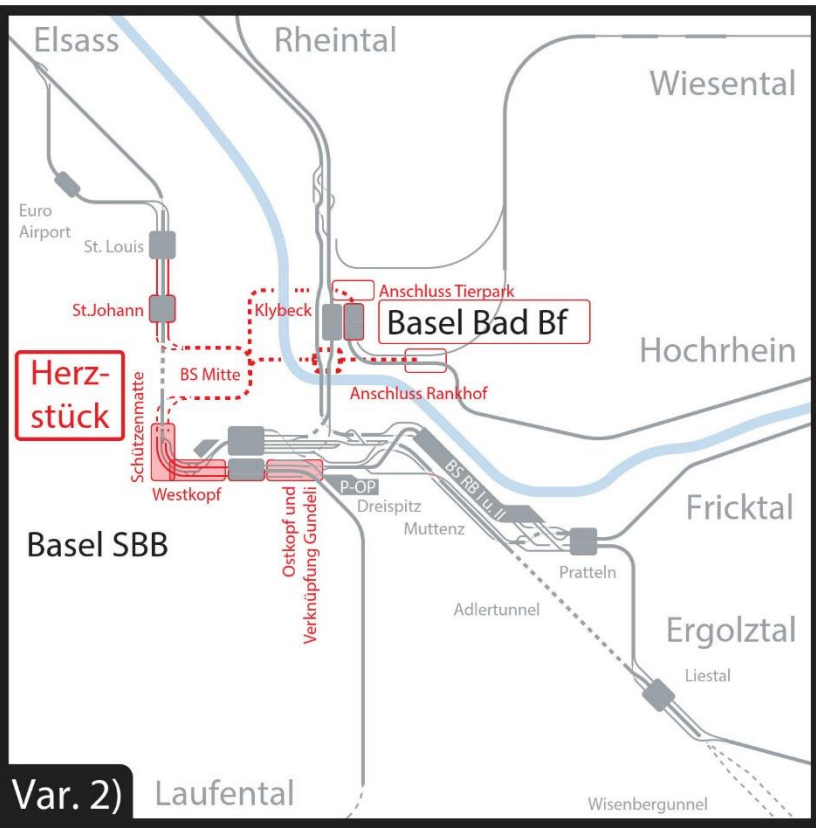 Elsass
Rheintal
Wiesental
Euro
Airport
St. Louis
St.Johann
Klybeck
Anschluss Tierpark
Basel Bad Bf
Hochrhein
Herz-
stück
BS Mitte
Anschluss Rankhof
Schützenmatte
Westkopf
Ostkopf und
Verknüpfung Gundeli
P-OP
BS RB I u. II
Dreispitz
Muttenz
Fricktal
Basel SBB
Pratteln
Adlertunnel
Ergolztal
Liestal
Var. 2)
Laufental
Wisenbergunnel